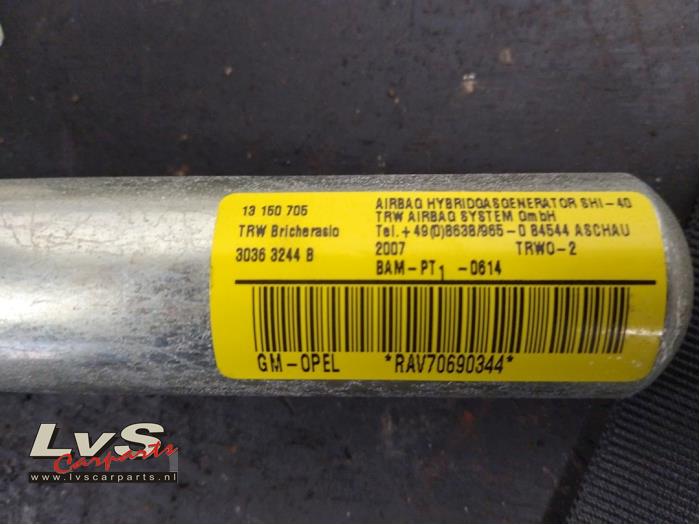 13 150 705
TRW Bricherasio
3036 3244 B
AIRBAG HYBRIDGASGENERATOR SHI-40
TRW AIRBAG SYSTEM GmbH
Tel.+49(0)8638/965-0 84544 ASCHAU
2007 TRWO-2
BAM-PT1 -0614
GM-OPEL *RAV70690344*
LvS
Carparts
www.lvscarparts.nl